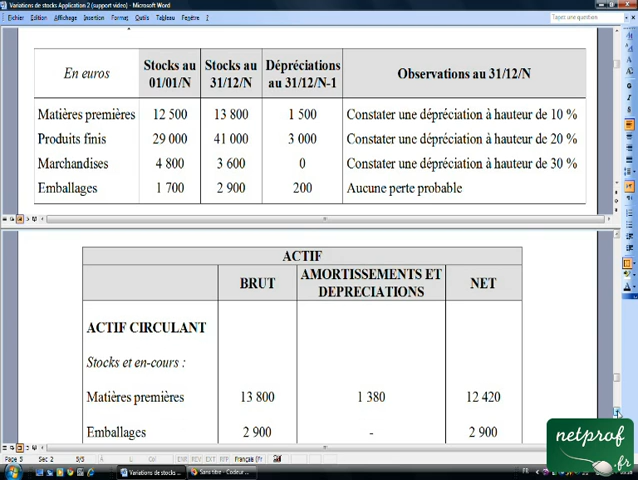 Variations de stocks Application 2 (support video) - Microsoft Word
Fichier Edition Affichage Insertion Format Outils Tableau Fenêtre ?
En euros
Stocks au 01/01/N
Stocks au 31/12/N
Dépréciations au 31/12/N-1
Observations au 31/12/N
Matières premières 12 500 13 800 1 500 Constater une dépréciation à hauteur de 10 %
Produits finis 29 000 41 000 3 000 Constater une dépréciation à hauteur de 20 %
Marchandises 4 800 3 600 0 Constater une dépréciation à hauteur de 30 %
Emballages 1 700 2 900 200 Aucune perte probable
ACTIF
BRUT
AMORTISSEMENTS ET DEPRECIATIONS
NET
ACTIF CIRCULANT
Stocks et en-cours :
Matières premières 13 800 1 380 12 420
Emballages 2 900 - 2 900
Page 5 Sec 2 5/5 Français (Fr
Variations de stocks ... Sans titre - Codeur ...
FR
netprof
.fr